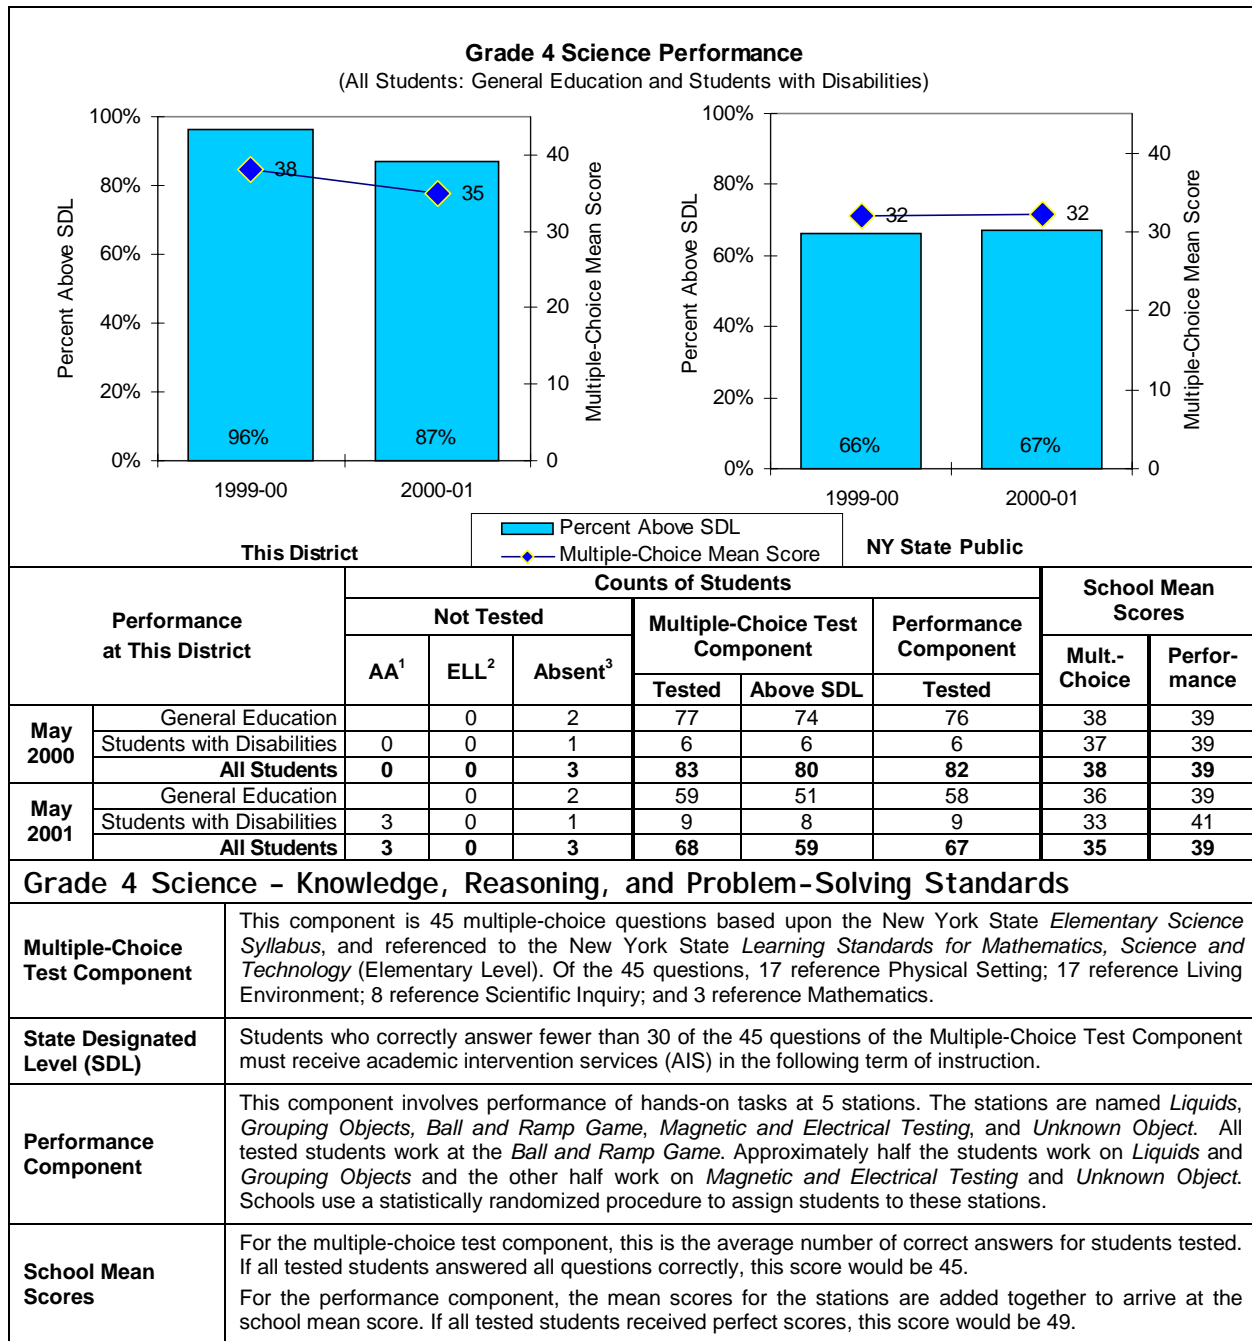 Grade 4 Science Performance
(All Students: General Education and Students with Disabilities)
100%
80%
60%
40%
20%
0%
Percent Above SDL
38
35
96%
87%
40
30
20
10
0
Multiple-Choice Mean Score
1999-00
2000-01
This District
100%
80%
60%
40%
20%
0%
Percent Above SDL
32
32
66%
67%
40
30
20
10
0
Multiple-Choice Mean Score
1999-00
2000-01
NY State Public
Percent Above SDL
Multiple-Choice Mean Score
Performance
at This District
Counts of Students
School Mean
Scores
Not Tested
Multiple-Choice Test
Component
Performance
Component
AA1 ELL2 Absent3
Tested Above SDL Tested
Mult.-
Choice
Perfor-
mance
May
2000
General Education 0 2 77 74 76 38 39
Students with Disabilities 0 0 1 6 6 6 37 39
All Students 0 0 3 83 80 82 38 39
May
2001
General Education 0 2 59 51 58 36 39
Students with Disabilities 3 0 1 9 8 9 33 41
All Students 3 0 3 68 59 67 35 39
Grade 4 Science – Knowledge, Reasoning, and Problem-Solving Standards
Multiple-Choice
Test Component
This component is 45 multiple-choice questions based upon the New York State Elementary Science
Syllabus, and referenced to the New York State Learning Standards for Mathematics, Science and
Technology (Elementary Level). Of the 45 questions, 17 reference Physical Setting; 17 reference Living
Environment; 8 reference Scientific Inquiry; and 3 reference Mathematics.
State Designated
Level (SDL)
Students who correctly answer fewer than 30 of the 45 questions of the Multiple-Choice Test Component
must receive academic intervention services (AIS) in the following term of instruction.
Performance
Component
This component involves performance of hands-on tasks at 5 stations. The stations are named Liquids,
Grouping Objects, Ball and Ramp Game, Magnetic and Electrical Testing, and Unknown Object. All
tested students work at the Ball and Ramp Game. Approximately half the students work on Liquids and
Grouping Objects and the other half work on Magnetic and Electrical Testing and Unknown Object.
Schools use a statistically randomized procedure to assign students to these stations.
School Mean
Scores
For the multiple-choice test component, this is the average number of correct answers for students tested.
If all tested students answered all questions correctly, this score would be 45.
For the performance component, the mean scores for the stations are added together to arrive at the
school mean score. If all tested students received perfect scores, this score would be 49.